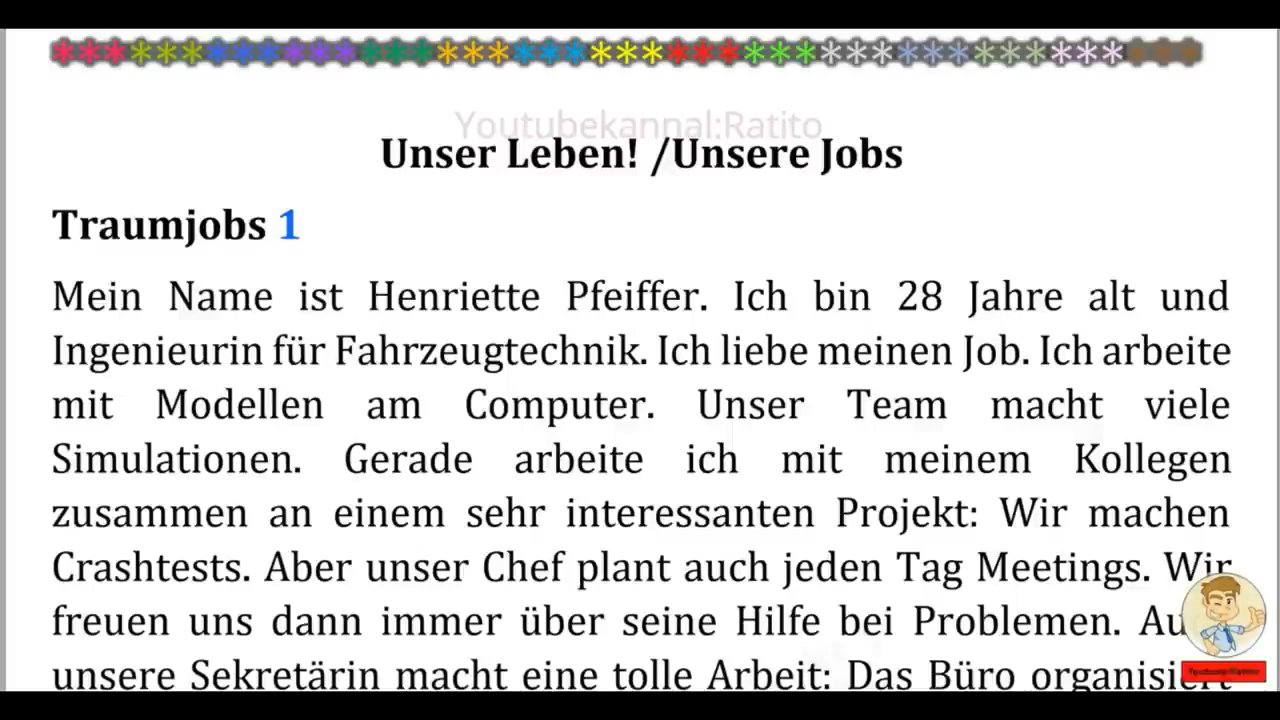 Youtubekannal:Ratito
Unser Leben! /Unsere Jobs
Traumjobs 1
Mein Name ist Henriette Pfeiffer. Ich bin 28 Jahre alt und
Ingenieurin für Fahrzeugtechnik. Ich liebe meinen Job. Ich arbeite
mit Modellen am Computer. Unser Team macht viele
Simulationen. Gerade arbeite ich mit meinem Kollegen
zusammen an einem sehr interessanten Projekt: Wir machen
Crashtests. Aber unser Chef plant auch jeden Tag Meetings. Wir
freuen uns dann immer über seine Hilfe bei Problemen.
unsere Sekretärin macht eine tolle Arbeit: Das Büro organisiert